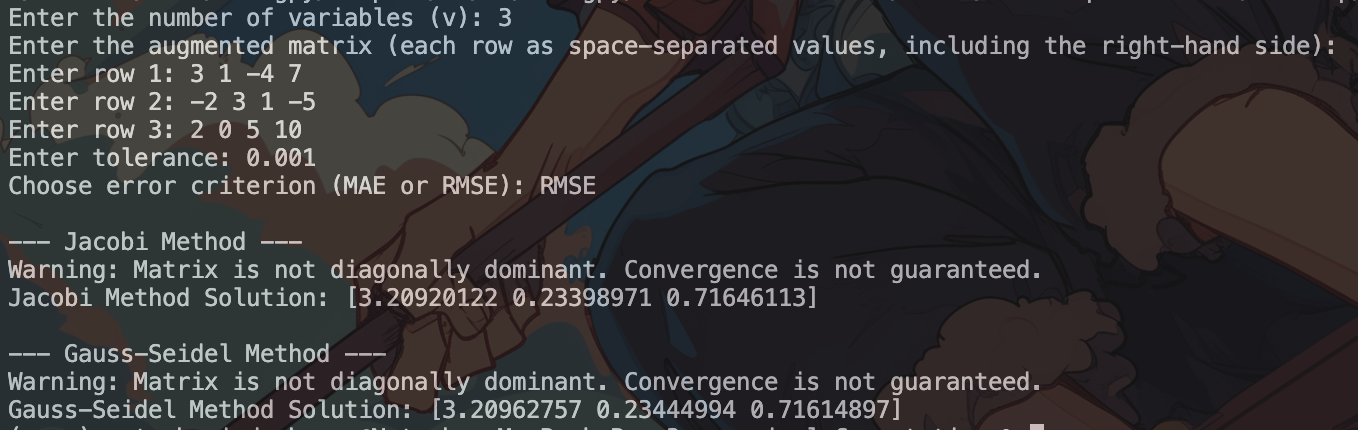 Enter the number of variables (v): 3
Enter the augmented matrix (each row as space-separated values, including the right-hand side):
Enter row 1: 3 1 -4 7
Enter row 2: -2 3 1 -5
Enter row 3: 2 0 5 10
Enter tolerance: 0.001
Choose error criterion (MAE or RMSE): RMSE
--- Jacobi Method ---
Warning: Matrix is not diagonally dominant. Convergence is not guaranteed.
Jacobi Method Solution: [3.20920122 0.23398971 0.71646113]
--- Gauss-Seidel Method ---
Warning: Matrix is not diagonally dominant. Convergence is not guaranteed.
Gauss-Seidel Method Solution: [3.20962757 0.23444994 0.71614897]